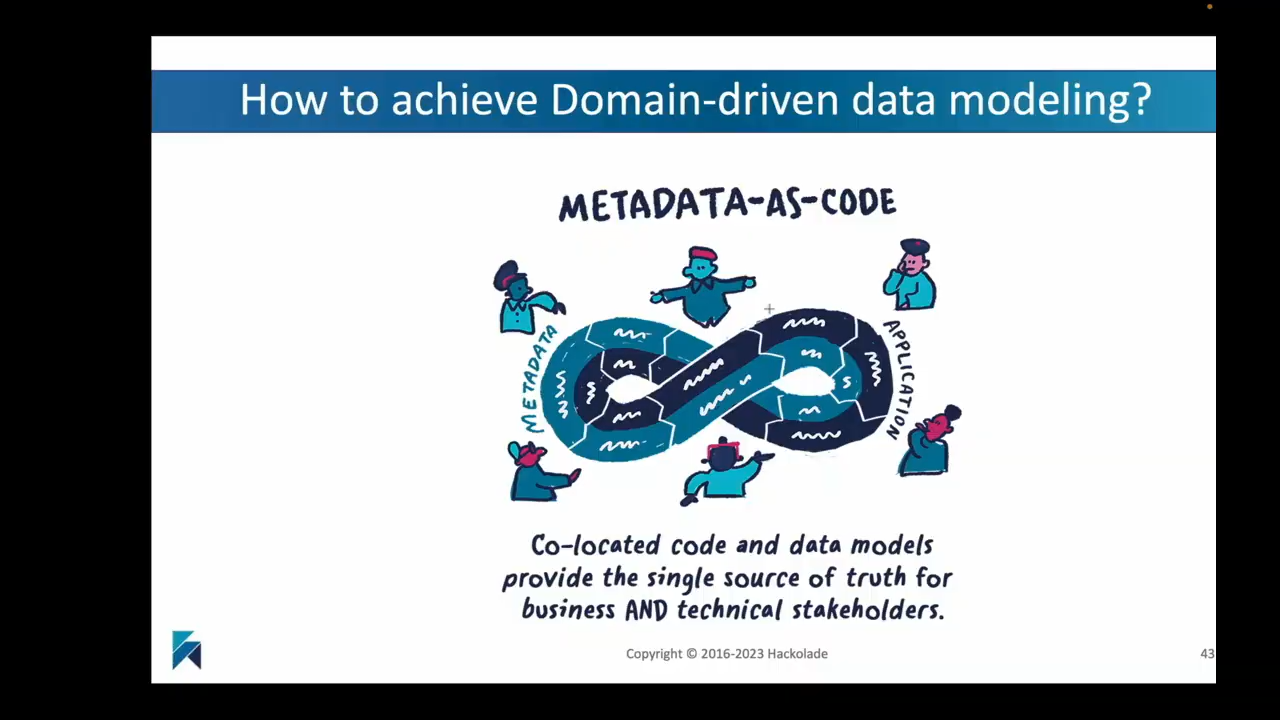 How to achieve Domain-driven data modeling?
METADATA-AS-CODE
METADATA
APPLICATION
Co-located code and data models
provide the single source of truth for
business AND technical stakeholders.
Copyright © 2016-2023 Hackolade
43